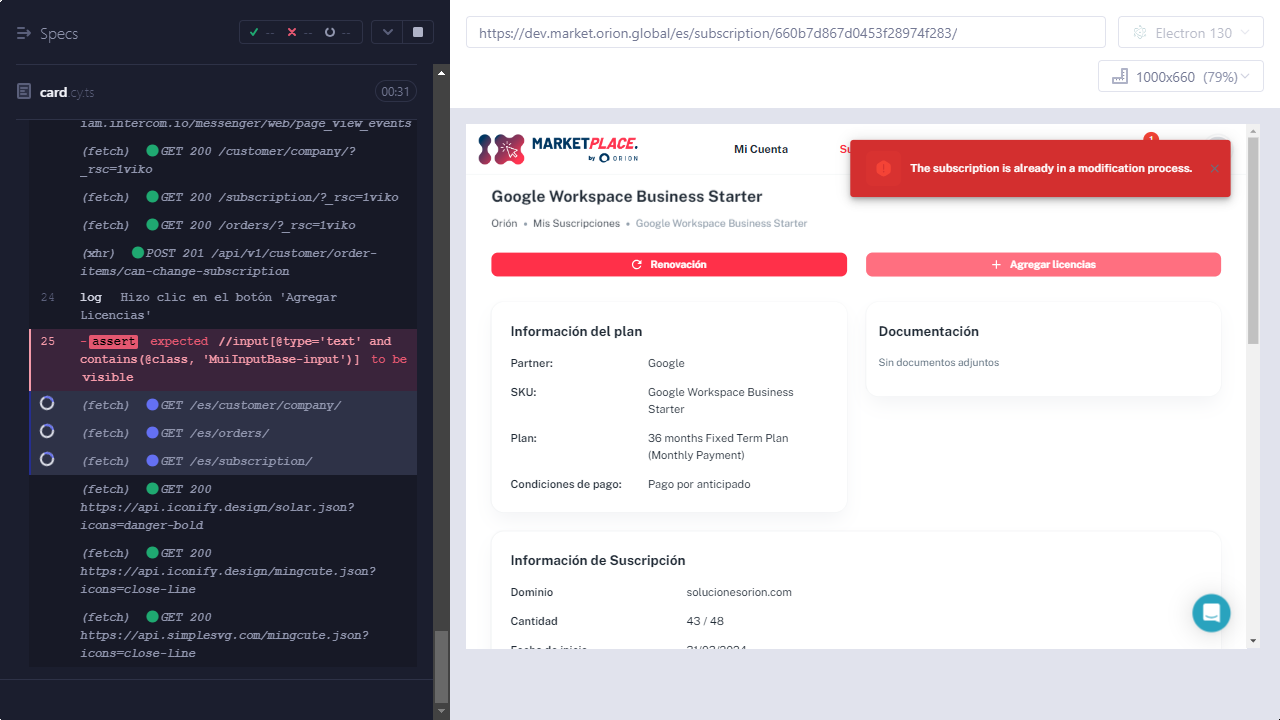 Specs
--
--
--
card.cy.ts
00:31
iam.intercom.io/messenger/web/page_view_events
(fetch) GET 200 /customer/company/?
_rsc=1viko
(fetch) GET 200 /subscription/?_rsc=1viko
(fetch) GET 200 /orders/?_rsc=1viko
(xhr) POST 201 /api/v1/customer/order-
items/can-change-subscription
24 log Hizo clic en el botón 'Agregar
Licencias'
25 -assert expected //input[@type='text' and
contains(@class, 'MuiInputBase-input')] to be
visible
(fetch) GET /es/customer/company/
(fetch) GET /es/orders/
(fetch) GET /es/subscription/
(fetch) GET 200
https://api.iconify.design/solar.json?
icons=danger-bold
(fetch) GET 200
https://api.iconify.design/mingcute.json?
icons=close-line
(fetch) GET 200
https://api.simplesvg.com/mingcute.json?
icons=close-line
https://dev.market.orion.global/es/subscription/660b7d867d0453f28974f283/
Electron 130
1000x660 (79%)
MARKETPLACE.
by ORION
Mi Cuenta
Su
1
The subscription is already in a modification process.
Google Workspace Business Starter
Orión • Mis Suscripciones • Google Workspace Business Starter
Renovación
Agregar licencias
Información del plan
Partner: Google
SKU: Google Workspace Business
Starter
Plan: 36 months Fixed Term Plan
(Monthly Payment)
Condiciones de pago: Pago por anticipado
Documentación
Sin documentos adjuntos
Información de Suscripción
Dominio solucionesorion.com
Cantidad 43 / 48
Fecha de inicio 21/03/2024